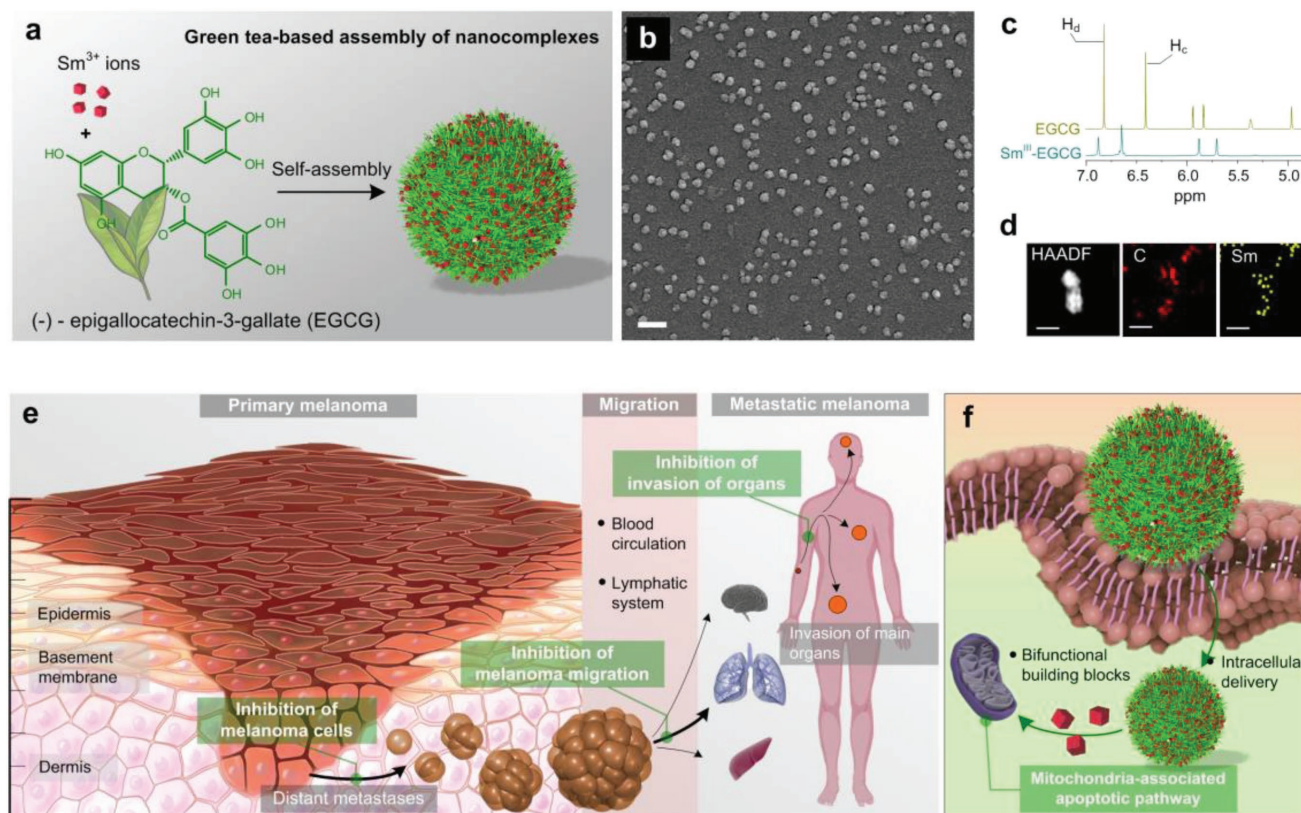 a
Green tea-based assembly of nanocomplexes
Sm³⁺ ions
+
HO
O
OH
OH
OH
OH
O
O
OH
OH
OH
Self-assembly
(-) - epigallocatechin-3-gallate (EGCG)
b
c
Hd
Hc
EGCG
Smᴵᴵᴵ-EGCG
7.0 6.5 6.0 5.5 5.0
ppm
d
HAADF
C
Sm
e
Primary melanoma
Migration
Metastatic melanoma
Inhibition of
invasion of organs
• Blood
circulation
• Lymphatic
system
Epidermis
Basement
membrane
Dermis
Inhibition of
melanoma migration
Inhibition of
melanoma cells
Distant metastases
Invasion of main
organs
f
• Bifunctional
building blocks
• Intracellular
delivery
Mitochondria-associated
apoptotic pathway